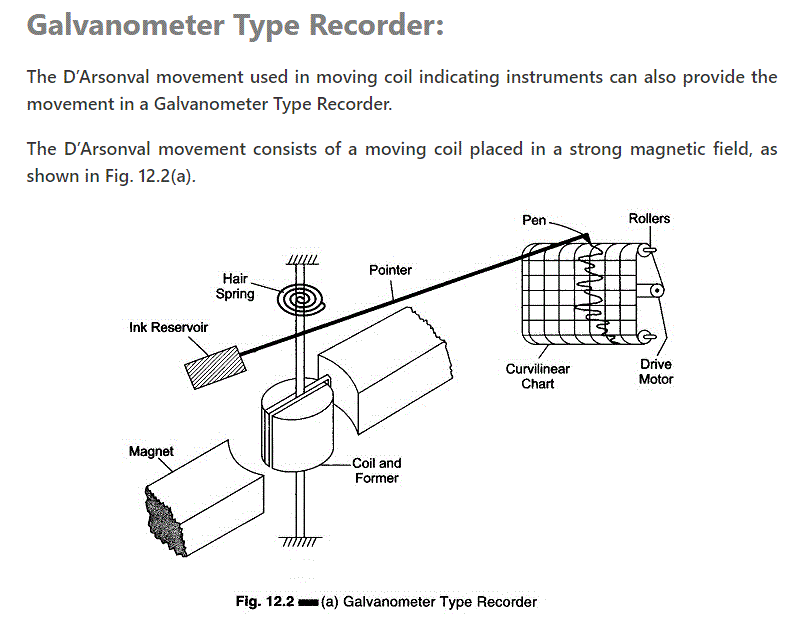 Galvanometer Type Recorder:
The D’Arsonval movement used in moving coil indicating instruments can also provide the
movement in a Galvanometer Type Recorder.
The D’Arsonval movement consists of a moving coil placed in a strong magnetic field, as
shown in Fig. 12.2(a).
Pen
Rollers
Pointer
Hair
Spring
Ink Reservoir
Curvilinear
Chart
Drive
Motor
Magnet
Coil and
Former
Fig. 12.2 (a) Galvanometer Type Recorder